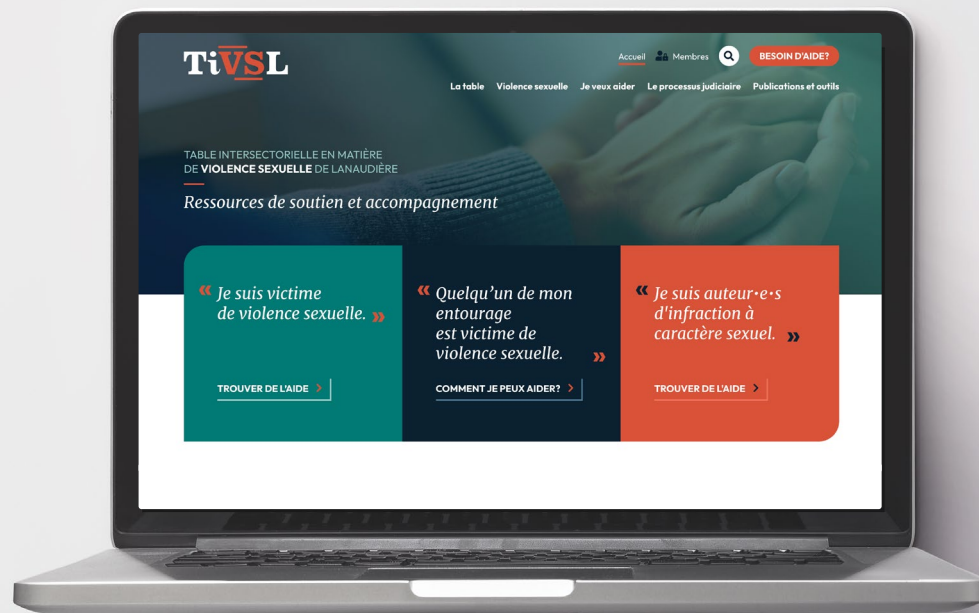 TiVSL
Accueil Membres BESOIN D'AIDE?
La table Violence sexuelle Je veux aider Le processus judiciaire Publications et outils
TABLE INTERSECTORIELLE EN MATIÈRE
DE VIOLENCE SEXUELLE DE LANAUDIÈRE
Ressources de soutien et accompagnement
« Je suis victime
de violence sexuelle. »
TROUVER DE L'AIDE >
« Quelqu’un de mon
entourage
est victime de
violence sexuelle. »
COMMENT JE PEUX AIDER? >
« Je suis auteur•e•s
d'infraction à
caractère sexuel. »
TROUVER DE L'AIDE >